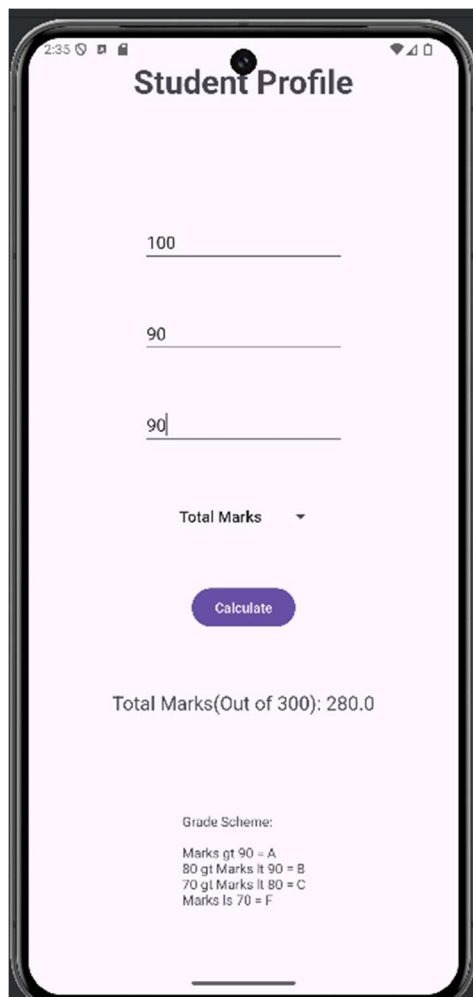 2:35
Student Profile
100
90
90
Total Marks
Calculate
Total Marks(Out of 300): 280.0
Grade Scheme:
Marks gt 90 = A
80 gt Marks lt 90 = B
70 gt Marks lt 80 = C
Marks ls 70 = F